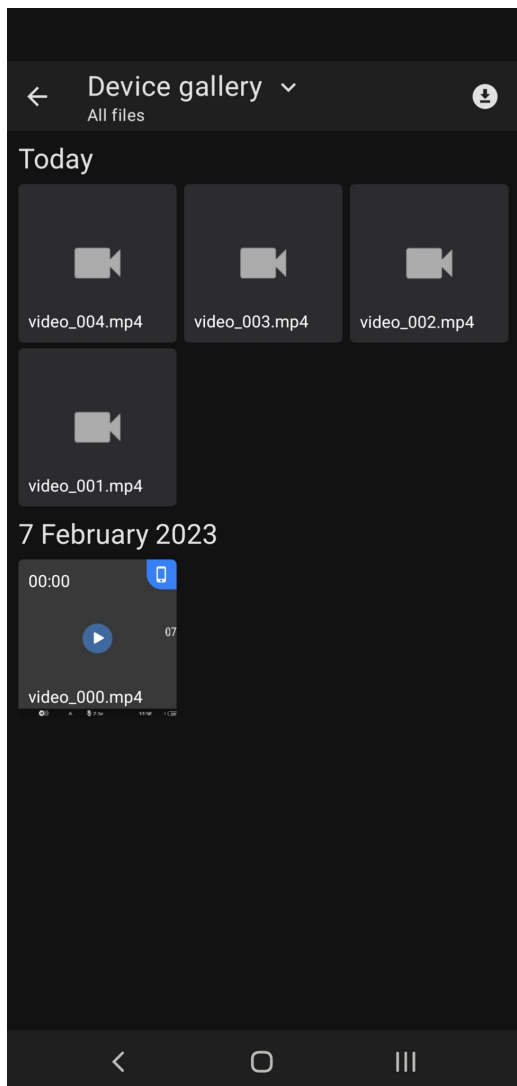 Device gallery
All files
Today
video_004.mp4
video_003.mp4
video_002.mp4
video_001.mp4
7 February 2023
00:00
07
video_000.mp4